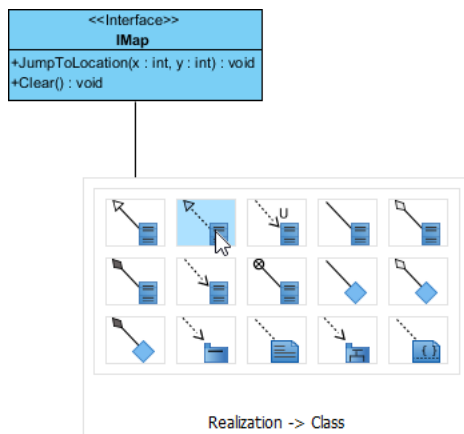 <<Interface>>
IMap
+JumpToLocation(x : int, y : int) : void
+Clear() : void
U
{ }
Realization -> Class